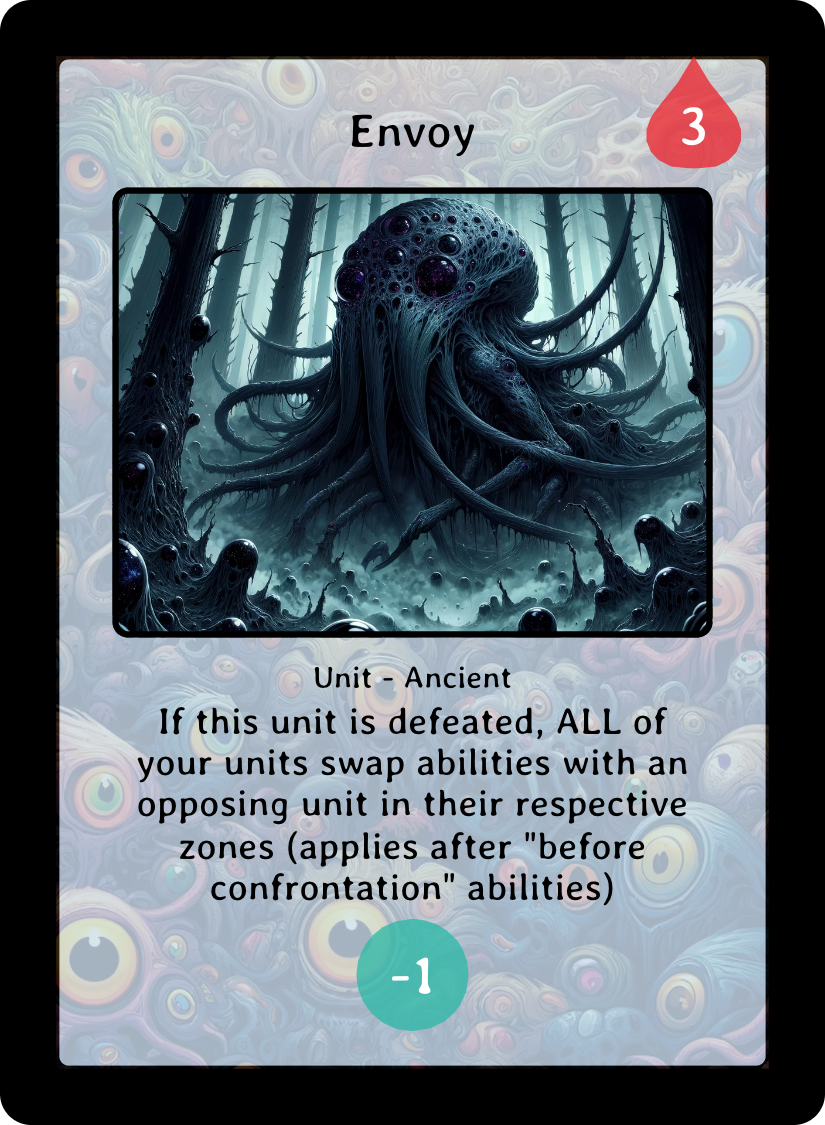 Envoy
3
Unit - Ancient
If this unit is defeated, ALL of
your units swap abilities with an
opposing unit in their respective
zones (applies after "before
confrontation" abilities)
-1